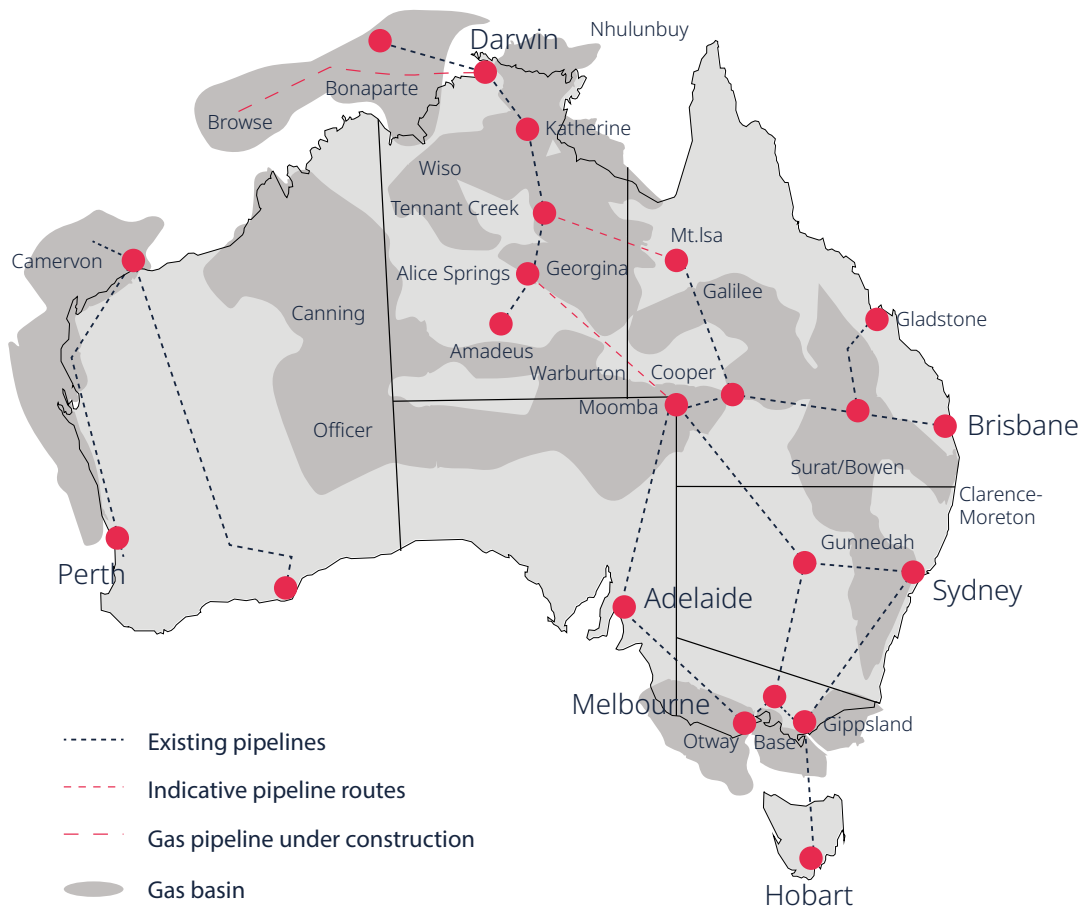 Nhulunbuy
Darwin
Bonaparte
Browse
Katherine
Wiso
Tennant Creek
Mt.lsa
Camervon
Alice Springs
Georgina
Galilee
Canning
Gladstone
Amadeus
Warburton
Cooper
Moomba
Officer
Brisbane
Surat/Bowen
Clarence-
Moreton
Gunnedah
Perth
Adelaide
Sydney
Melbourne
Gippsland
Otway
Base
Existing pipelines
Indicative pipeline routes
Gas pipeline under construction
Gas basin
Hobart